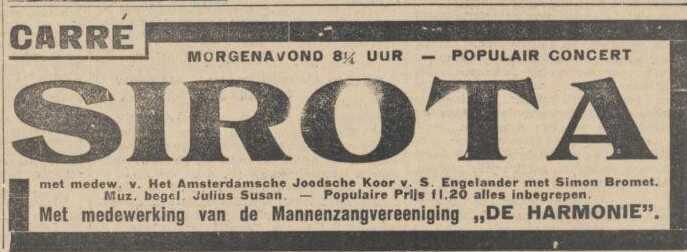 CARRÉ
MORGENAVOND 8¼ UUR — POPULAIR CONCERT
SIROTA
met medew. v. Het Amsterdamsche Joodsche Koor v. S. Engelander met Simon Bromet.
Muz. begel. Julius Susan. — Populaire Prijs f1.20 alles inbegrepen.
Met medewerking van de Mannenzangvereeniging „DE HARMONIE".